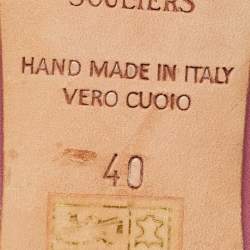 SOULIERS
HAND MADE IN ITALY
VERO CUOIO
40